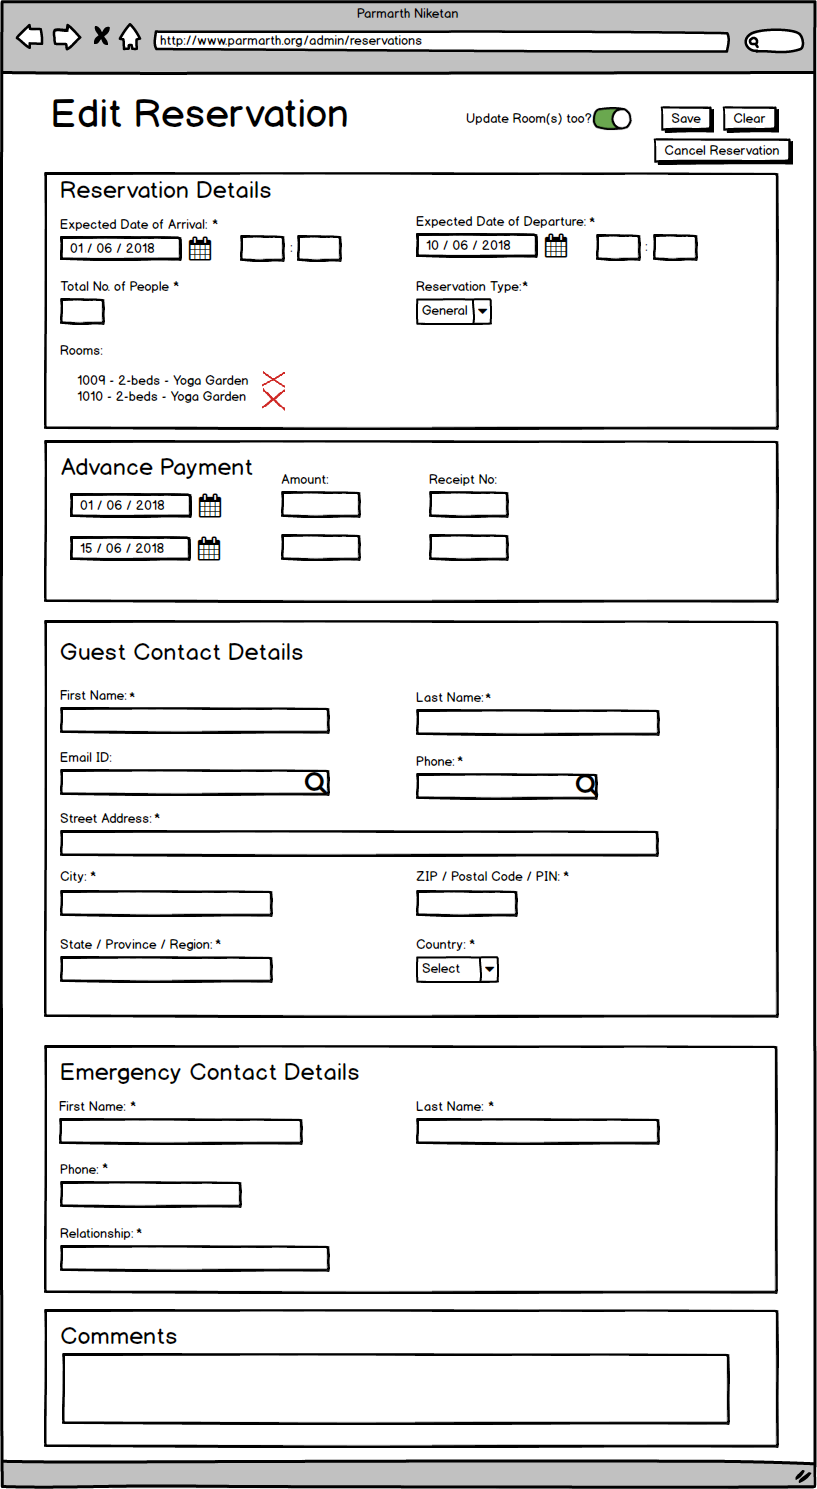 Parmarth Niketan
http://www.parmarth.org/admin/reservations
Edit Reservation
Update Room(s) too?
Save
Clear
Cancel Reservation
Reservation Details
Expected Date of Arrival: *
Expected Date of Departure: *
01 / 06 / 2018
:
10 / 06 / 2018
:
Total No. of People *
Reservation Type:*
General
Rooms:
1009 - 2-beds - Yoga Garden
1010 - 2-beds - Yoga Garden
Advance Payment
Amount:
Receipt No:
01 / 06 / 2018
15 / 06 / 2018
Guest Contact Details
First Name: *
Last Name: *
Email ID:
Phone: *
Street Address: *
City: *
ZIP / Postal Code / PIN: *
State / Province / Region: *
Country: *
Select
Emergency Contact Details
First Name: *
Last Name: *
Phone: *
Relationship: *
Comments